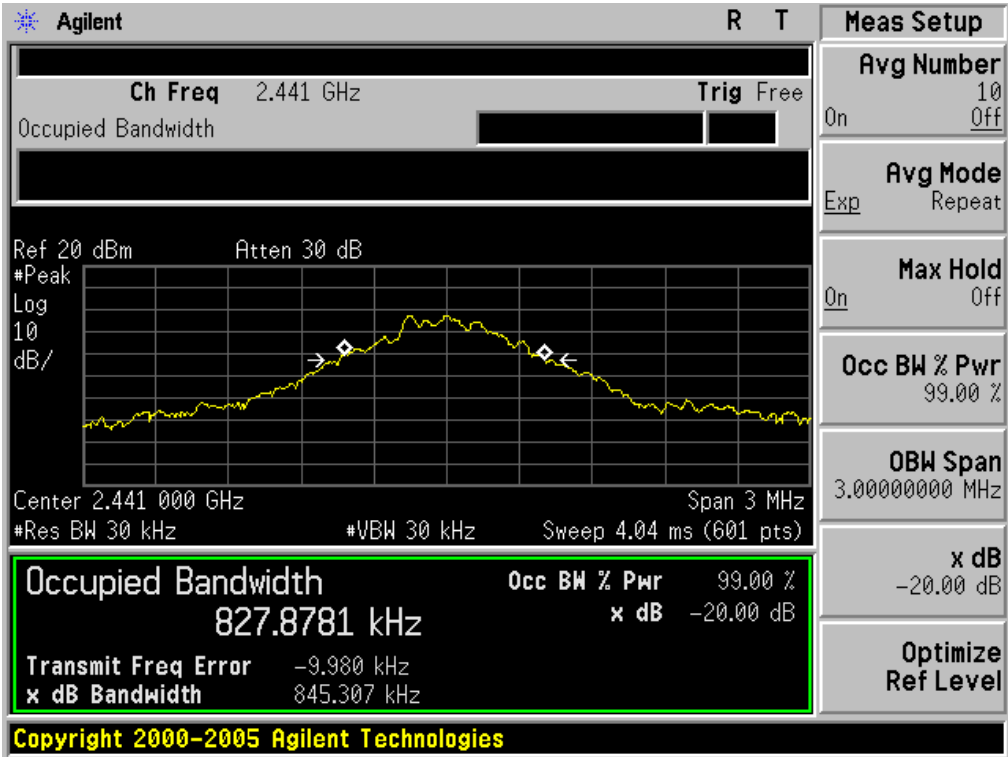 Agilent R T
Ch Freq 2.441 GHz Trig Free
Occupied Bandwidth
Ref 20 dBm Atten 30 dB
#Peak
Log
10
dB/
Center 2.441 000 GHz Span 3 MHz
#Res BW 30 kHz #VBW 30 kHz Sweep 4.04 ms (601 pts)
Occupied Bandwidth Occ BW % Pwr 99.00 %
827.8781 kHz x dB -20.00 dB
Transmit Freq Error -9.980 kHz
x dB Bandwidth 845.307 kHz
Copyright 2000-2005 Agilent Technologies
Meas Setup
Avg Number
10
On Off
Avg Mode
Exp Repeat
Max Hold
On Off
Occ BW % Pwr
99.00 %
OBW Span
3.00000000 MHz
x dB
-20.00 dB
Optimize
Ref Level